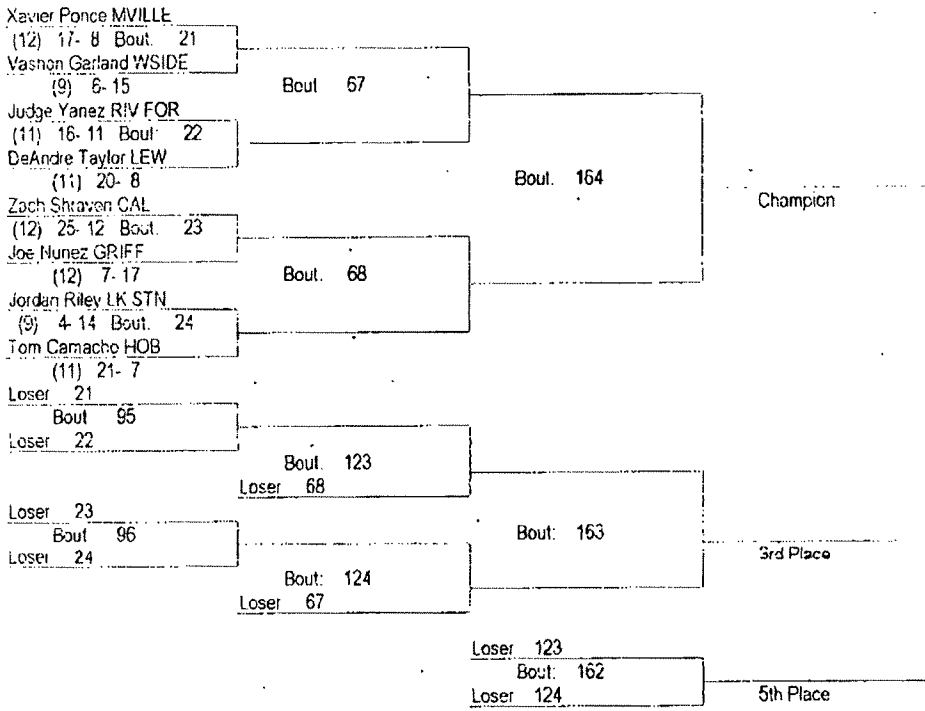 Xavier Ponce MVILLE
(12) 17- 8 Bout. 21
Vashon Garland WSIDE
(9) 6- 15
Bout 67
Judge Yanez RIV FOR
(11) 16- 11 Bout: 22
DeAndre Taylor LEW
(11) 20- 8
Bout. 164
Champion
Zach Shraven CAL
(12) 25- 12 Bout. 23
Joe Nunez GRIFF
(12) 7- 17
Bout. 68
Jordan Riley LK STN
(9) 4- 14 Bout. 24
Tom Camacho HOB
(11) 21- 7
Loser 21
Bout 95
Loser 22
Bout. 123
Loser 68
Loser 23
Bout 96
Loser 24
Bout: 163
3rd Place
Bout: 124
Loser 67
Loser 123
Bout: 162
Loser 124
5th Place